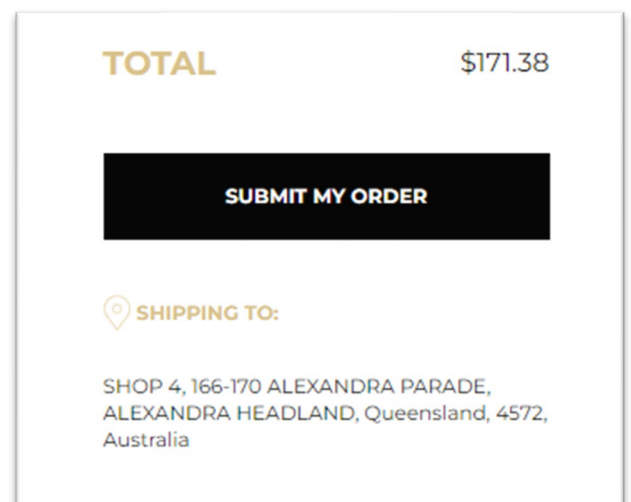 TOTAL $171.38
SUBMIT MY ORDER
SHIPPING TO:
SHOP 4, 166-170 ALEXANDRA PARADE,
ALEXANDRA HEADLAND, Queensland, 4572,
Australia